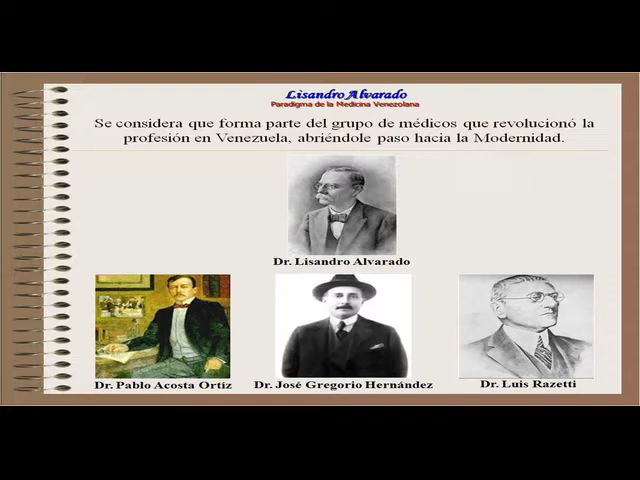 Lisandro Alvarado
Paradigma de la Medicina Venezolana
Se considera que forma parte del grupo de médicos que revolucionó la
profesión en Venezuela, abriéndole paso hacia la Modernidad.
Dr. Lisandro Alvarado
Dr. Pablo Acosta Ortíz
Dr. José Gregorio Hernández
Dr. Luis Razetti